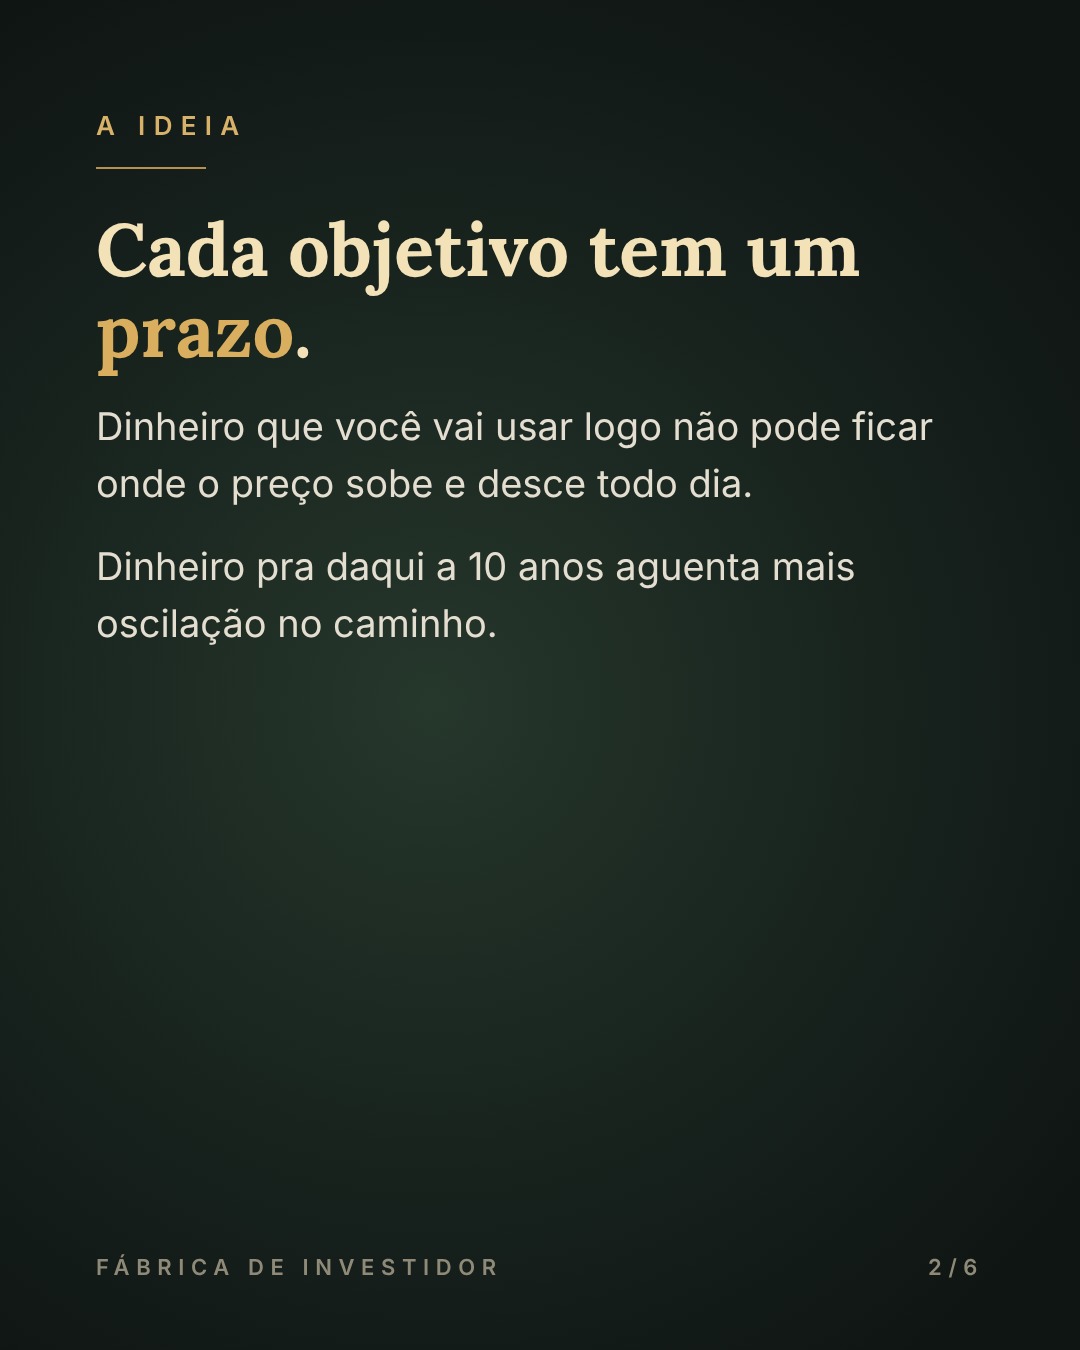 A IDEIA
Cada objetivo tem um
prazo.
Dinheiro que você vai usar logo não pode ficar
onde o preço sobe e desce todo dia.
Dinheiro pra daqui a 10 anos aguenta mais
oscilação no caminho.
FÁBRICA DE INVESTIDOR
2/6